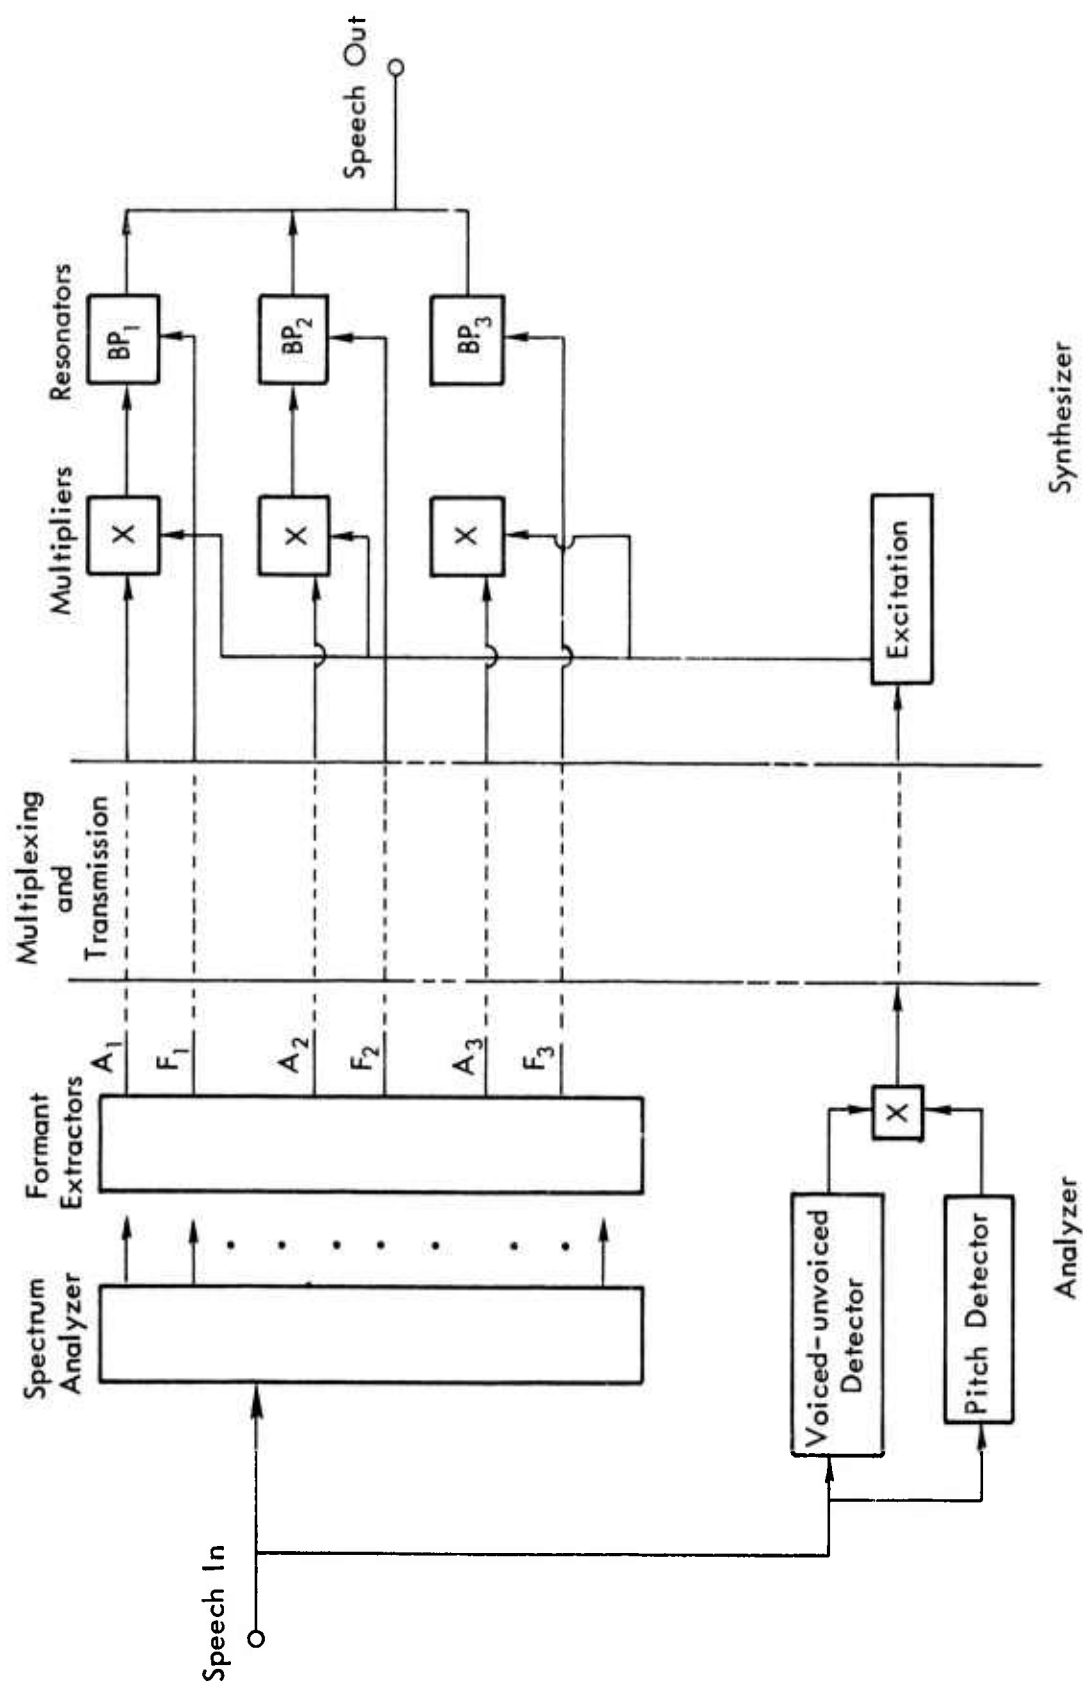 Speech In
Spectrum
Analyzer
Formant
Extractors
A1
F1
A2
F2
A3
F3
Multiplexing
and
Transmission
Multipliers
X
X
X
Resonators
BP1
BP2
BP3
Speech Out
Voiced-unvoiced
Detector
Pitch Detector
X
Excitation
Analyzer
Synthesizer